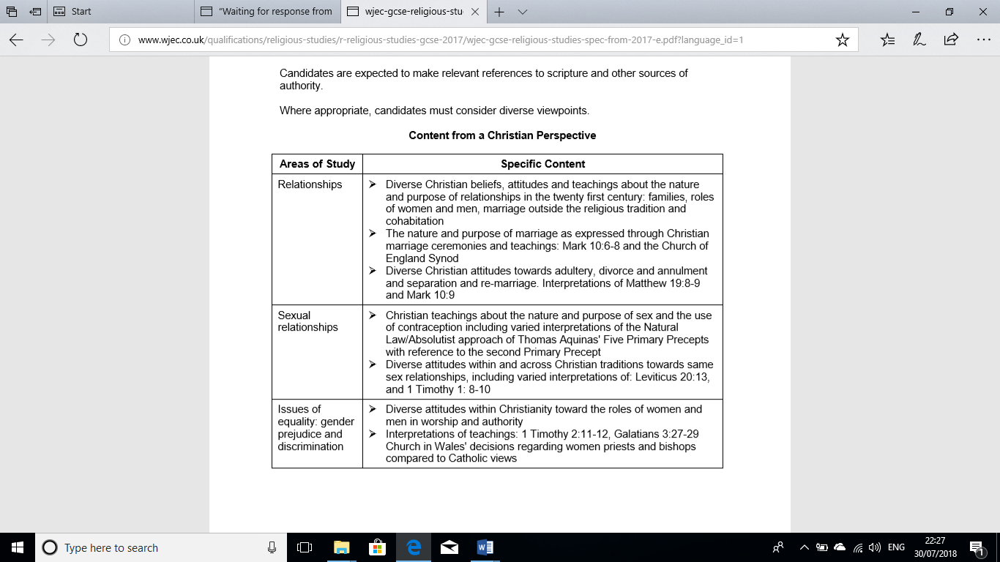 Start
"Waiting for response from
wjec-gcse-religious-stu
www.wjec.co.uk/qualifications/religious-studies/r-religious-studies-gcse-2017/wjec-gcse-religious-studies-spec-from-2017-e.pdf?language_id=1
Candidates are expected to make relevant references to scripture and other sources of
authority.
Where appropriate, candidates must consider diverse viewpoints.
Content from a Christian Perspective
Areas of Study
Specific Content
Relationships
➢ Diverse Christian beliefs, attitudes and teachings about the nature
and purpose of relationships in the twenty first century: families, roles
of women and men, marriage outside the religious tradition and
cohabitation
➢ The nature and purpose of marriage as expressed through Christian
marriage ceremonies and teachings: Mark 10:6-8 and the Church of
England Synod
➢ Diverse Christian attitudes towards adultery, divorce and annulment
and separation and re-marriage. Interpretations of Matthew 19:8-9
and Mark 10:9
Sexual
relationships
➢ Christian teachings about the nature and purpose of sex and the use
of contraception including varied interpretations of the Natural
Law/Absolutist approach of Thomas Aquinas' Five Primary Precepts
with reference to the second Primary Precept
➢ Diverse attitudes within and across Christian traditions towards same
sex relationships, including varied interpretations of: Leviticus 20:13,
and 1 Timothy 1: 8-10
Issues of
equality: gender
prejudice and
discrimination
➢ Diverse attitudes within Christianity toward the roles of women and
men in worship and authority
➢ Interpretations of teachings: 1 Timothy 2:11-12, Galatians 3:27-29
Church in Wales' decisions regarding women priests and bishops
compared to Catholic views
Type here to search
ENG
22:27
30/07/2018
1